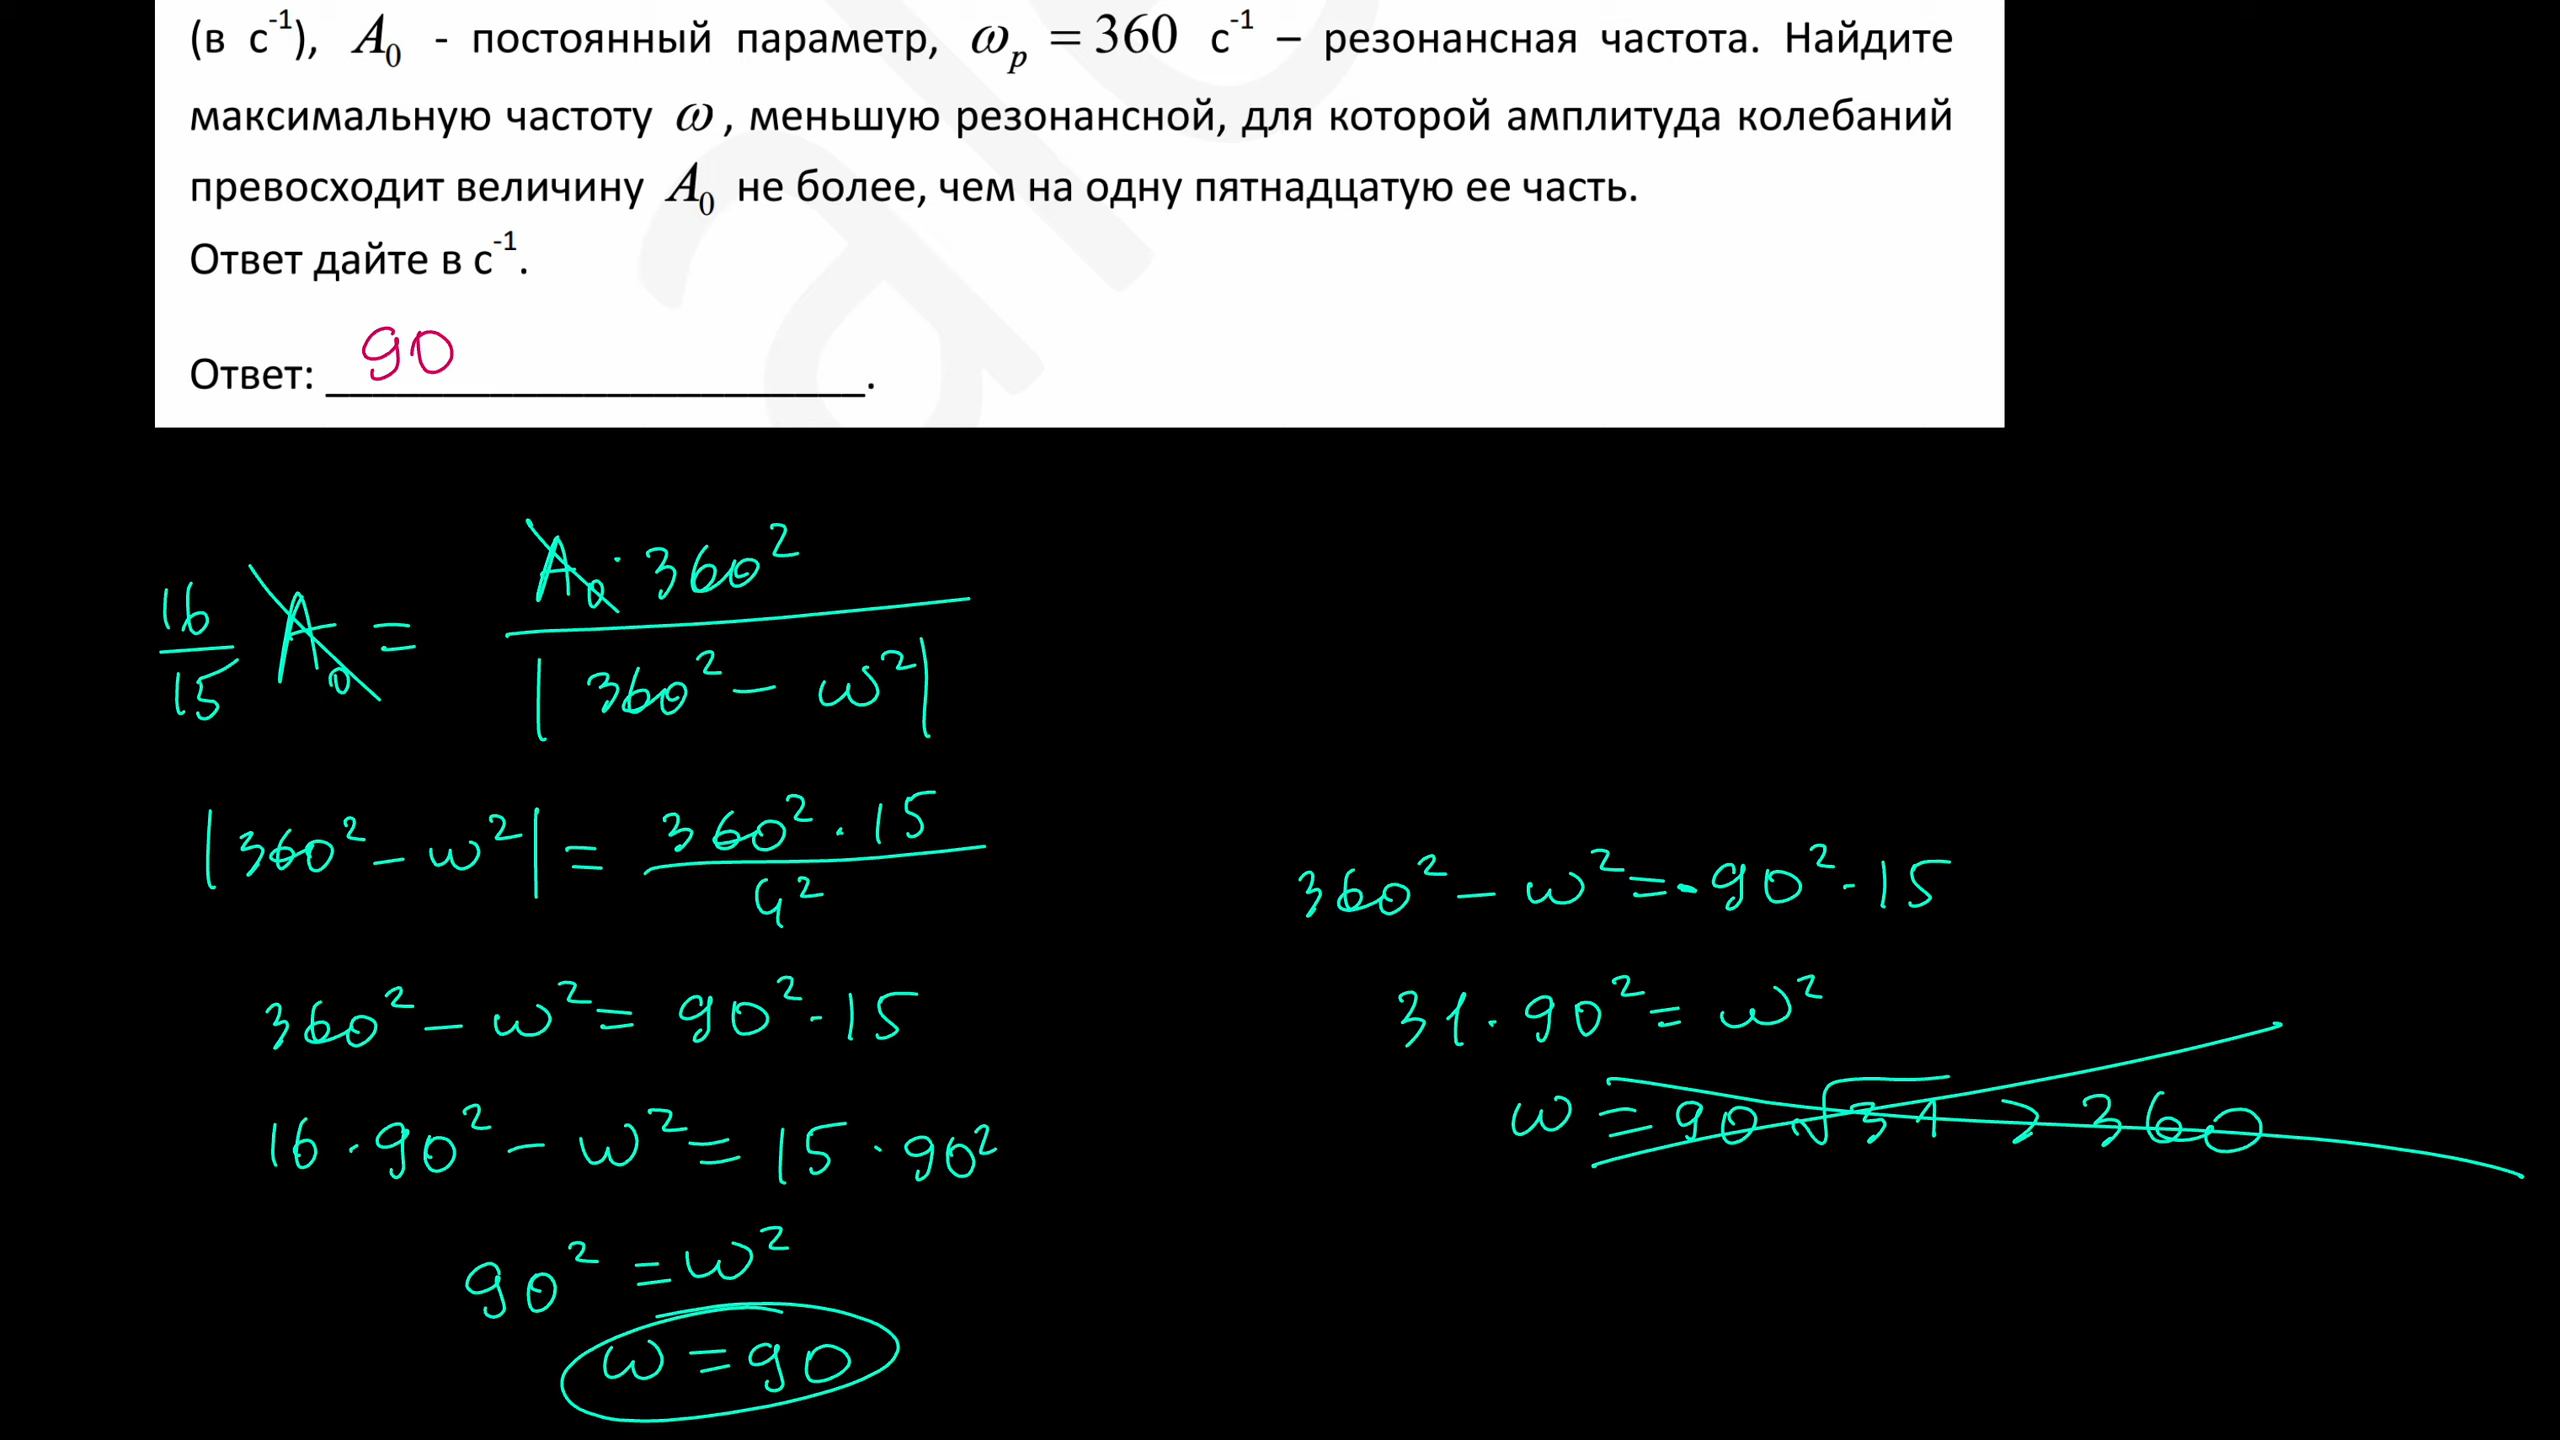 (в с⁻¹), A₀ - постоянный параметр, ωₚ = 360 с⁻¹ – резонансная частота. Найдите
максимальную частоту ω, меньшую резонансной, для которой амплитуда колебаний
превосходит величину A₀ не более, чем на одну пятнадцатую ее часть.
Ответ дайте в с⁻¹.
Ответ: 90.
16/15 A₀ = A₀·360² / |360² − ω²|
|360² − ω²| = 360²·15 / 4²
360² − ω² = 90²·15
16·90² − ω² = 15·90²
90² = ω²
ω = 90
360² − ω² = -90²·15
31·90² = ω²
ω = 90√31 > 360